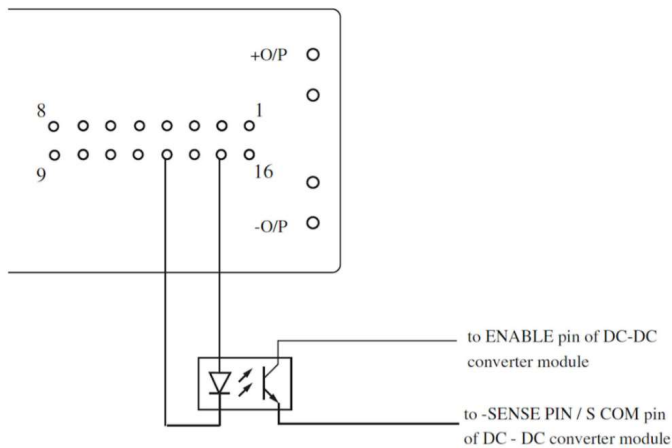 +O/P
8
1
9
16
-O/P
to ENABLE pin of DC-DC
converter module
to -SENSE PIN / S COM pin
of DC - DC converter module